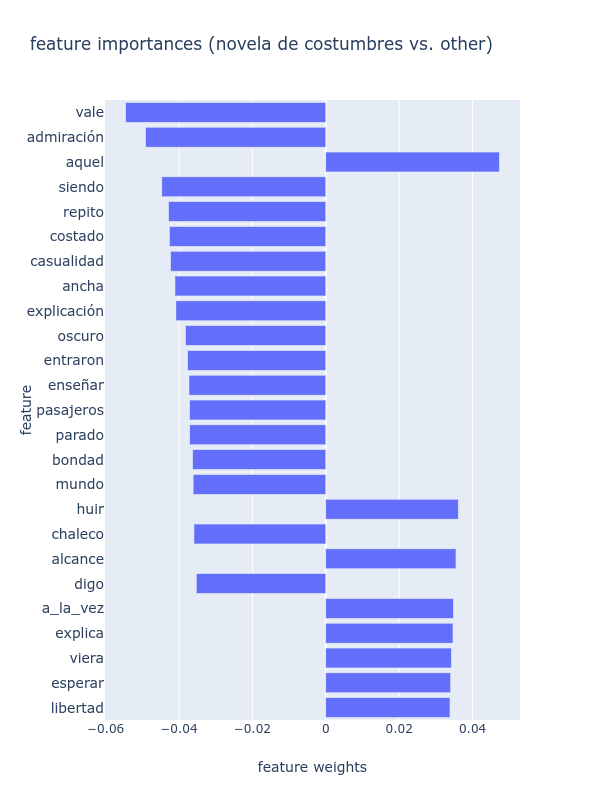 feature importances (novela de costumbres vs. other)
vale
admiración
aquel
siendo
repito
costado
casualidad
ancha
explicación
oscuro
entraron
enseñar
pasajeros
parado
bondad
mundo
huir
chaleco
alcance
digo
a_la_vez
explica
viera
esperar
libertad
feature
−0.06 −0.04 −0.02 0 0.02 0.04
feature weights